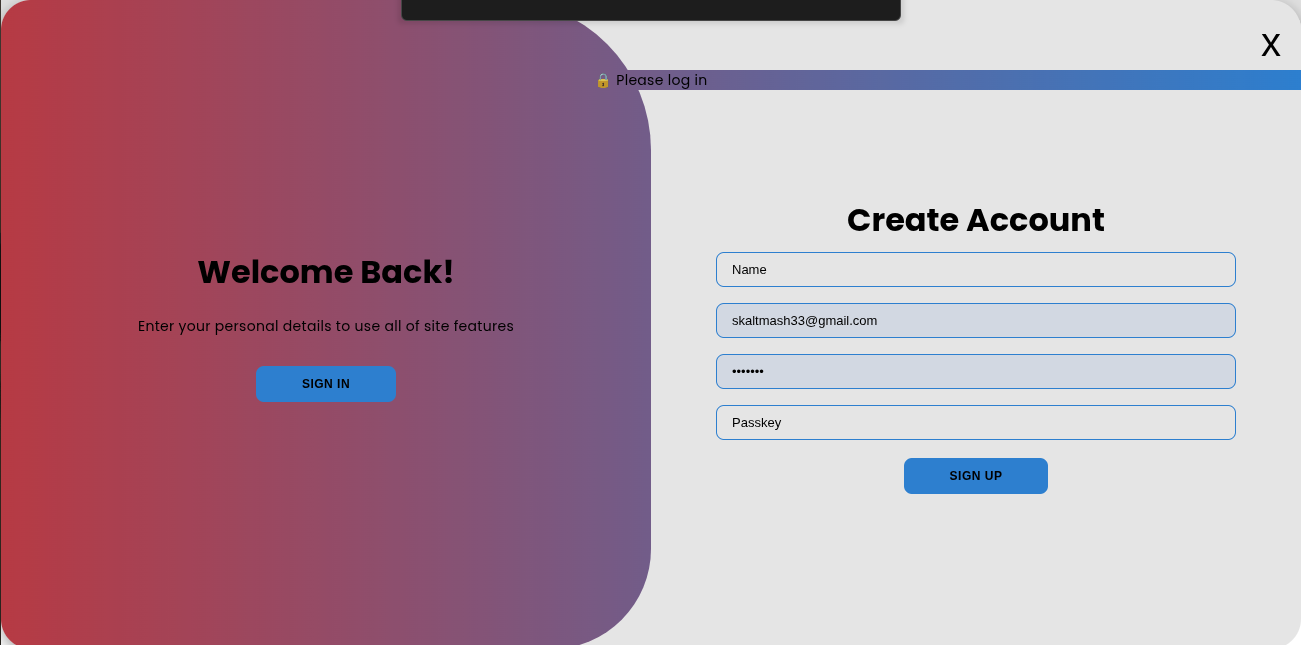 X
🔒 Please log in
Welcome Back!
Enter your personal details to use all of site features
SIGN IN
Create Account
Name
skaltmash33@gmail.com
•••••••
Passkey
SIGN UP